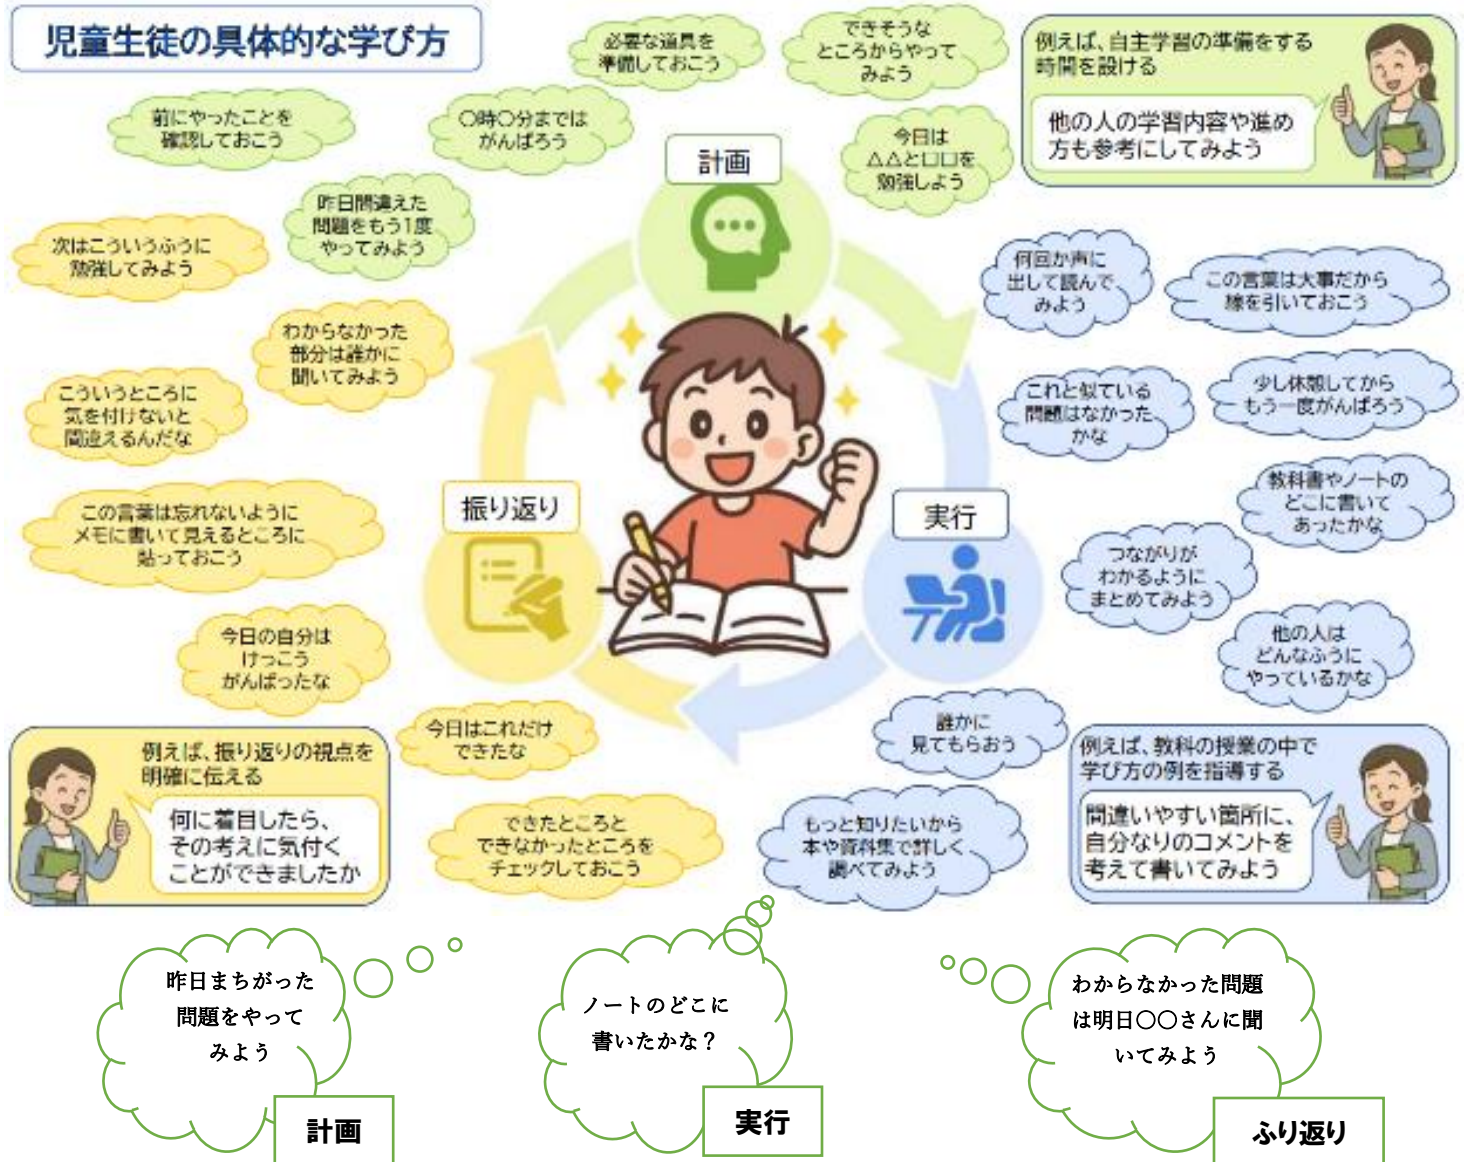 児童生徒の具体的な学び方
必要な道具を
準備しておこう
できそうな
ところからやって
みよう
例えば、自主学習の準備をする
時間を設ける
他の人の学習内容や進め
方も参考にしてみよう
前にやったことを
確認しておこう
〇時〇分までは
がんばろう
計画
今日は
△△と□□を
勉強しよう
昨日間違えた
問題をもう1度
やってみよう
次はこういうふうに
勉強してみよう
何回か声に
出して読んで
みよう
この言葉は大事だから
線を引いておこう
わからなかった
部分は誰かに
聞いてみよう
こういうところに
気を付けないと
間違えるんだな
これと似ている
問題はなかった
かな
少し休憩してから
もう一度がんばろう
振り返り
実行
教科書やノートの
どこに書いて
あったかな
この言葉は忘れないように
メモに書いて見えるところに
貼っておこう
つながりが
わかるように
まとめてみよう
今日の自分は
けっこう
がんばったな
他の人は
どんなふうに
やっているかな
今日はこれだけ
できたな
誰かに
見てもらおう
例えば、振り返りの視点を
明確に伝える
何に着目したら、
その考えに気付く
ことができましたか
例えば、教科の授業の中で
学び方の例を指導する
間違いやすい箇所に、
自分なりのコメントを
考えて書いてみよう
できたところと
できなかったところを
チェックしておこう
もっと知りたいから
本や資料集で詳しく
調べてみよう
昨日まちがった
問題をやって
みよう
計画
ノートのどこに
書いたかな？
実行
わからなかった問題
は明日〇〇さんに聞
いてみよう
ふり返り